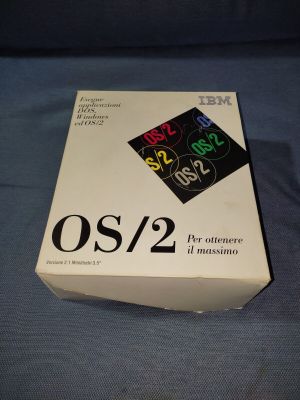 Esegue
applicazioni
DOS,
Windows
ed OS/2
IBM
OS/2
OS/2
OS/2
OS/2
OS/2
Per ottenere
il massimo
Versione 2.1 Minidischi 3.5"